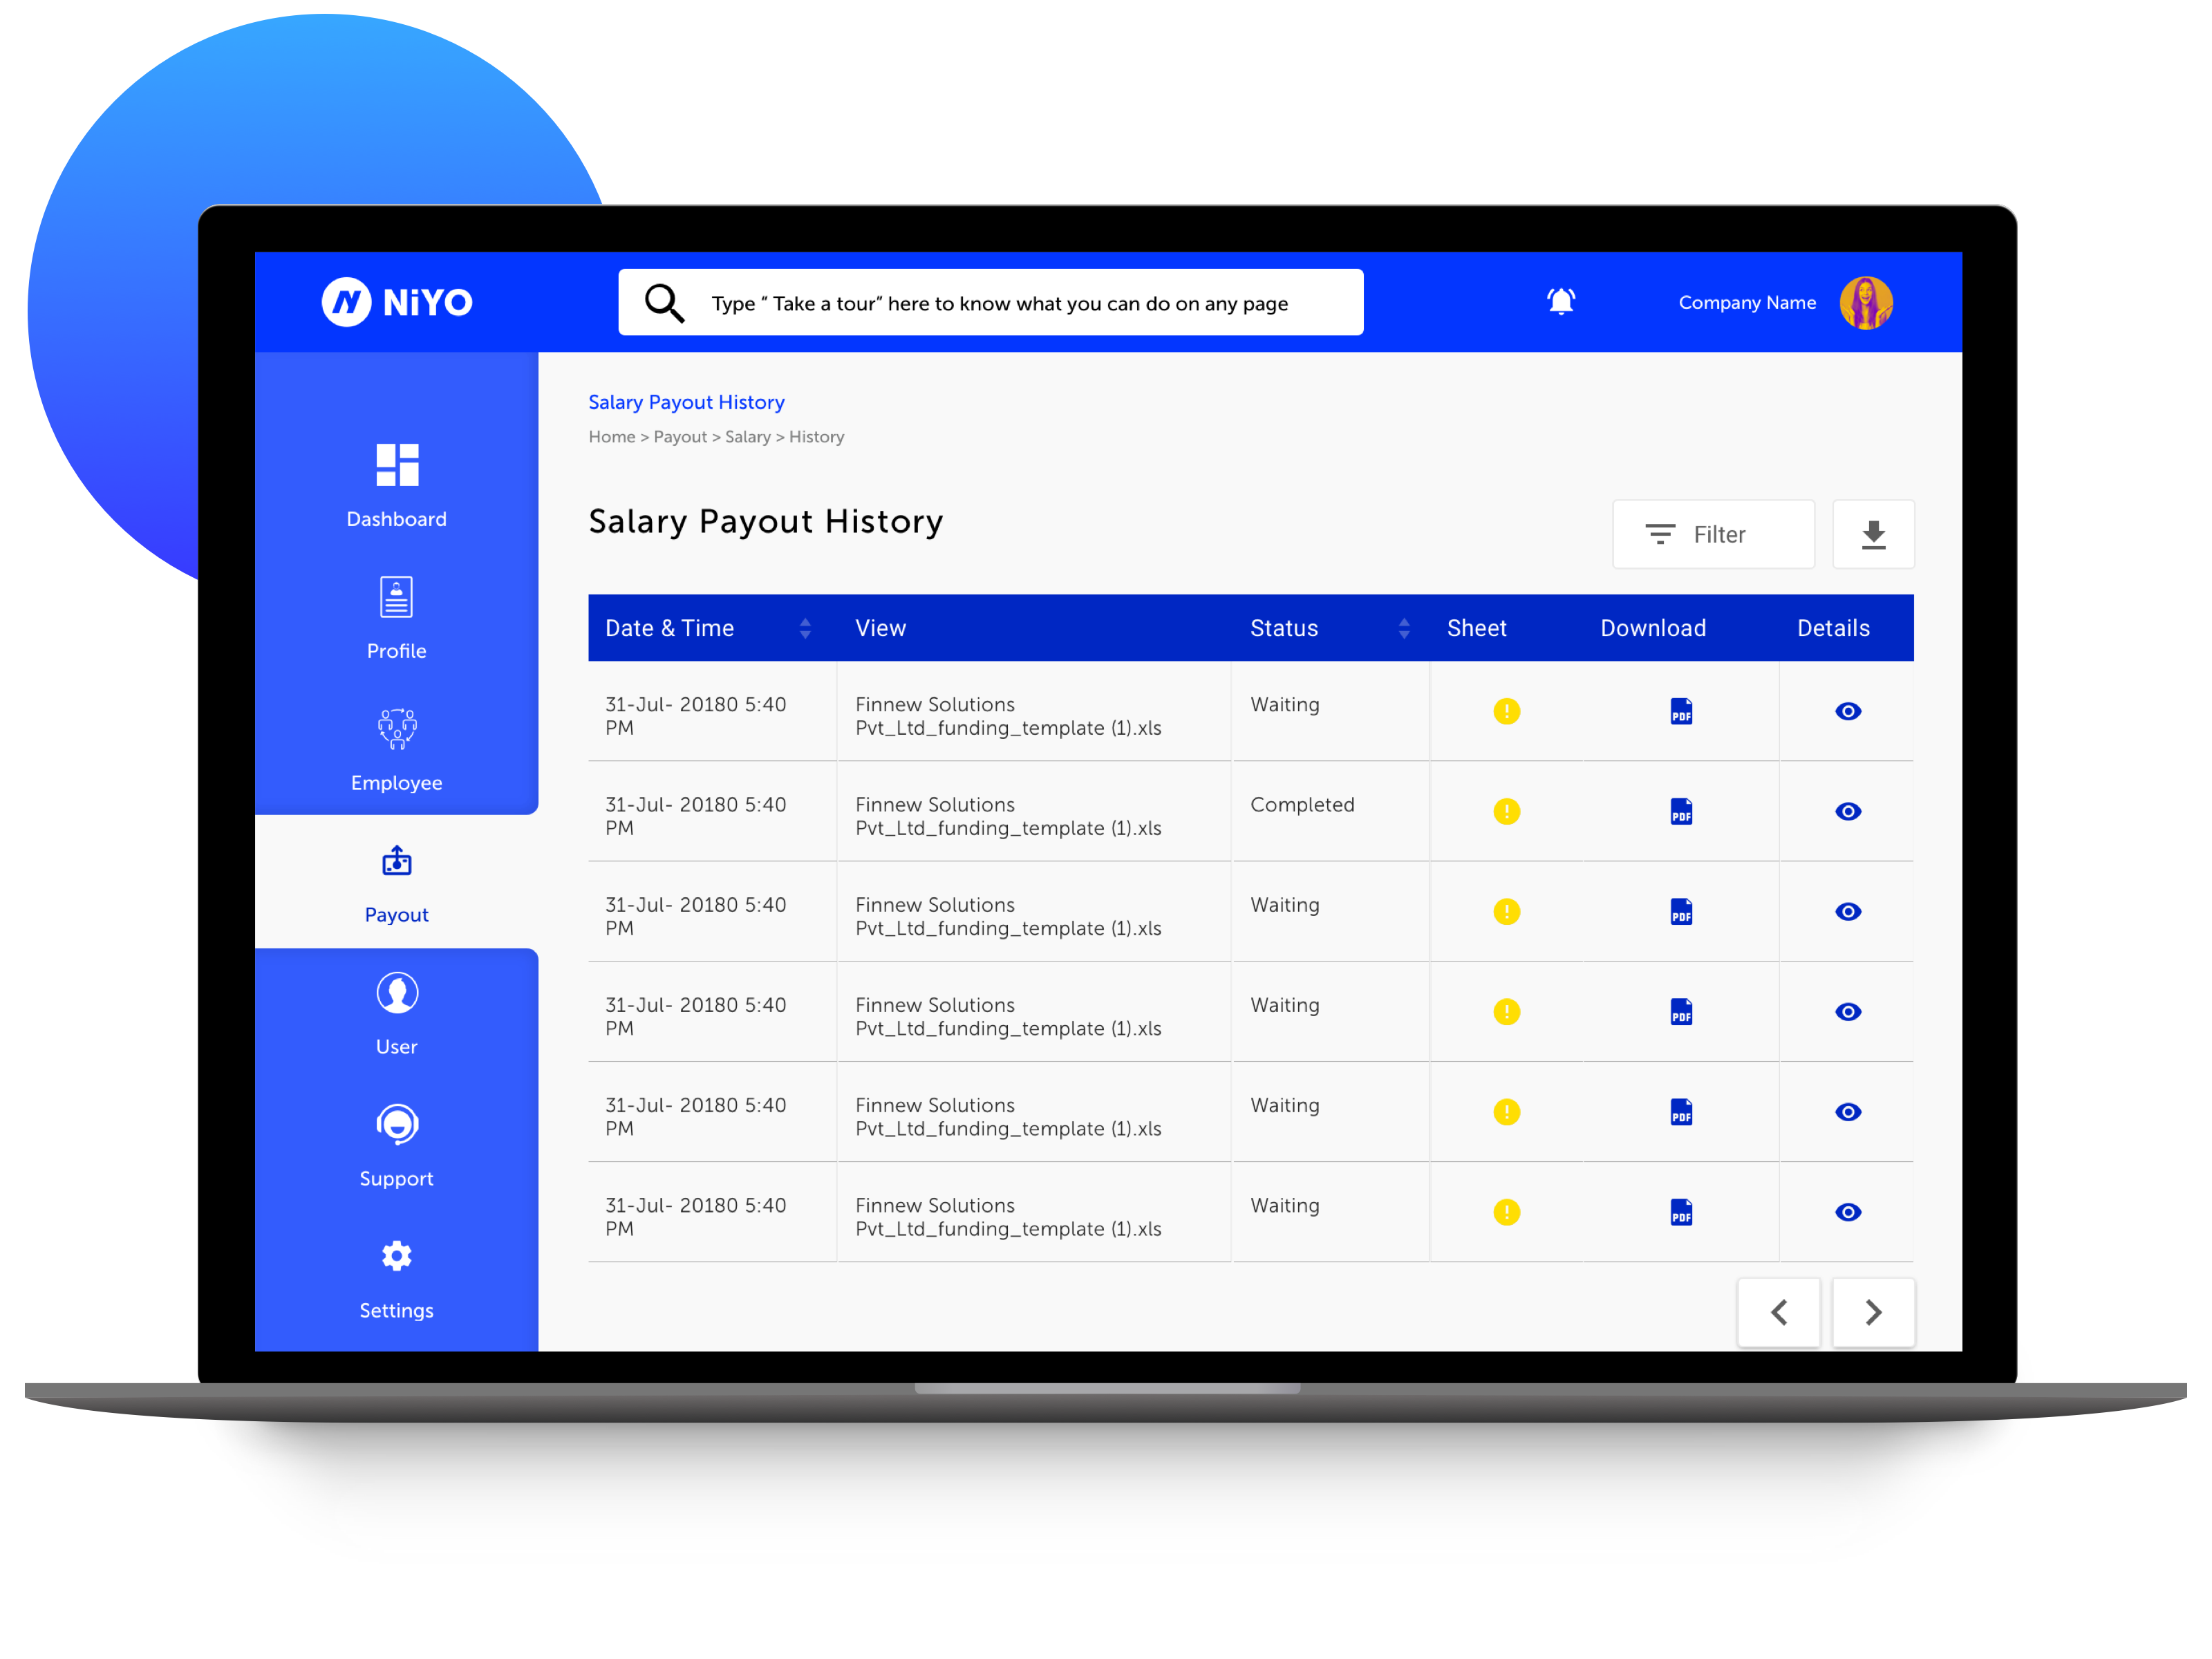 NiYO
Type “ Take a tour” here to know what you can do on any page
Company Name
Salary Payout History
Home > Payout > Salary > History
Dashboard
Profile
Employee
Payout
User
Support
Settings
Salary Payout History
Filter
Date & Time View Status Sheet Download Details
31-Jul- 20180 5:40 Finnew Solutions Waiting
PM Pvt_Ltd_funding_template (1).xls PDF
31-Jul- 20180 5:40 Finnew Solutions Completed
PM Pvt_Ltd_funding_template (1).xls PDF
31-Jul- 20180 5:40 Finnew Solutions Waiting
PM Pvt_Ltd_funding_template (1).xls PDF
31-Jul- 20180 5:40 Finnew Solutions Waiting
PM Pvt_Ltd_funding_template (1).xls PDF
31-Jul- 20180 5:40 Finnew Solutions Waiting
PM Pvt_Ltd_funding_template (1).xls PDF
31-Jul- 20180 5:40 Finnew Solutions Waiting
PM Pvt_Ltd_funding_template (1).xls PDF